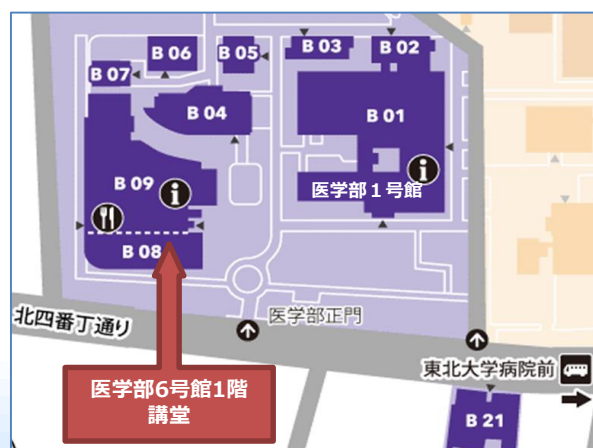 B 06
B 05
B 03
B 02
B 07
B 04
B 01
B 09
医学部１号館
B 08
北四番丁通り
医学部正門
東北大学病院前
医学部6号館1階
講堂
B 21